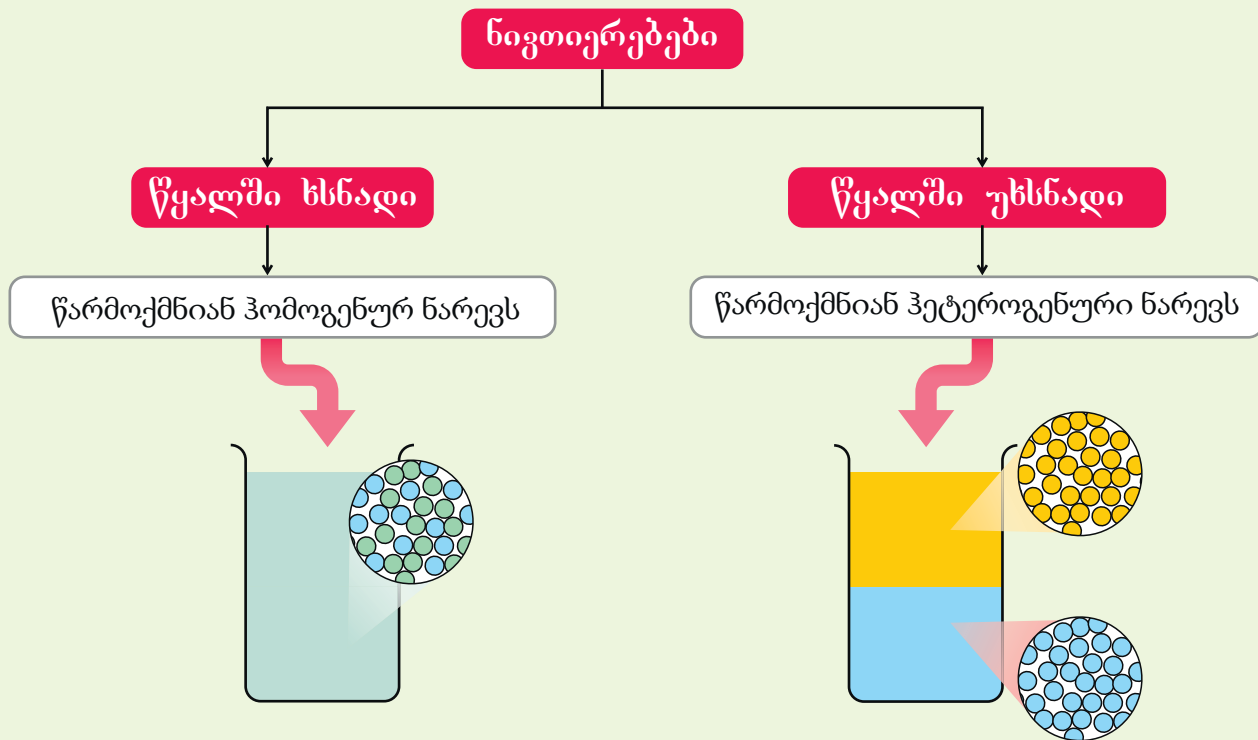 ნივთიერებები
წყალში ხსნადი
წყალში უხსნადი
წარმოქმნიან ჰომოგენურ ნარევს
წარმოქმნიან ჰეტეროგენური ნარევს